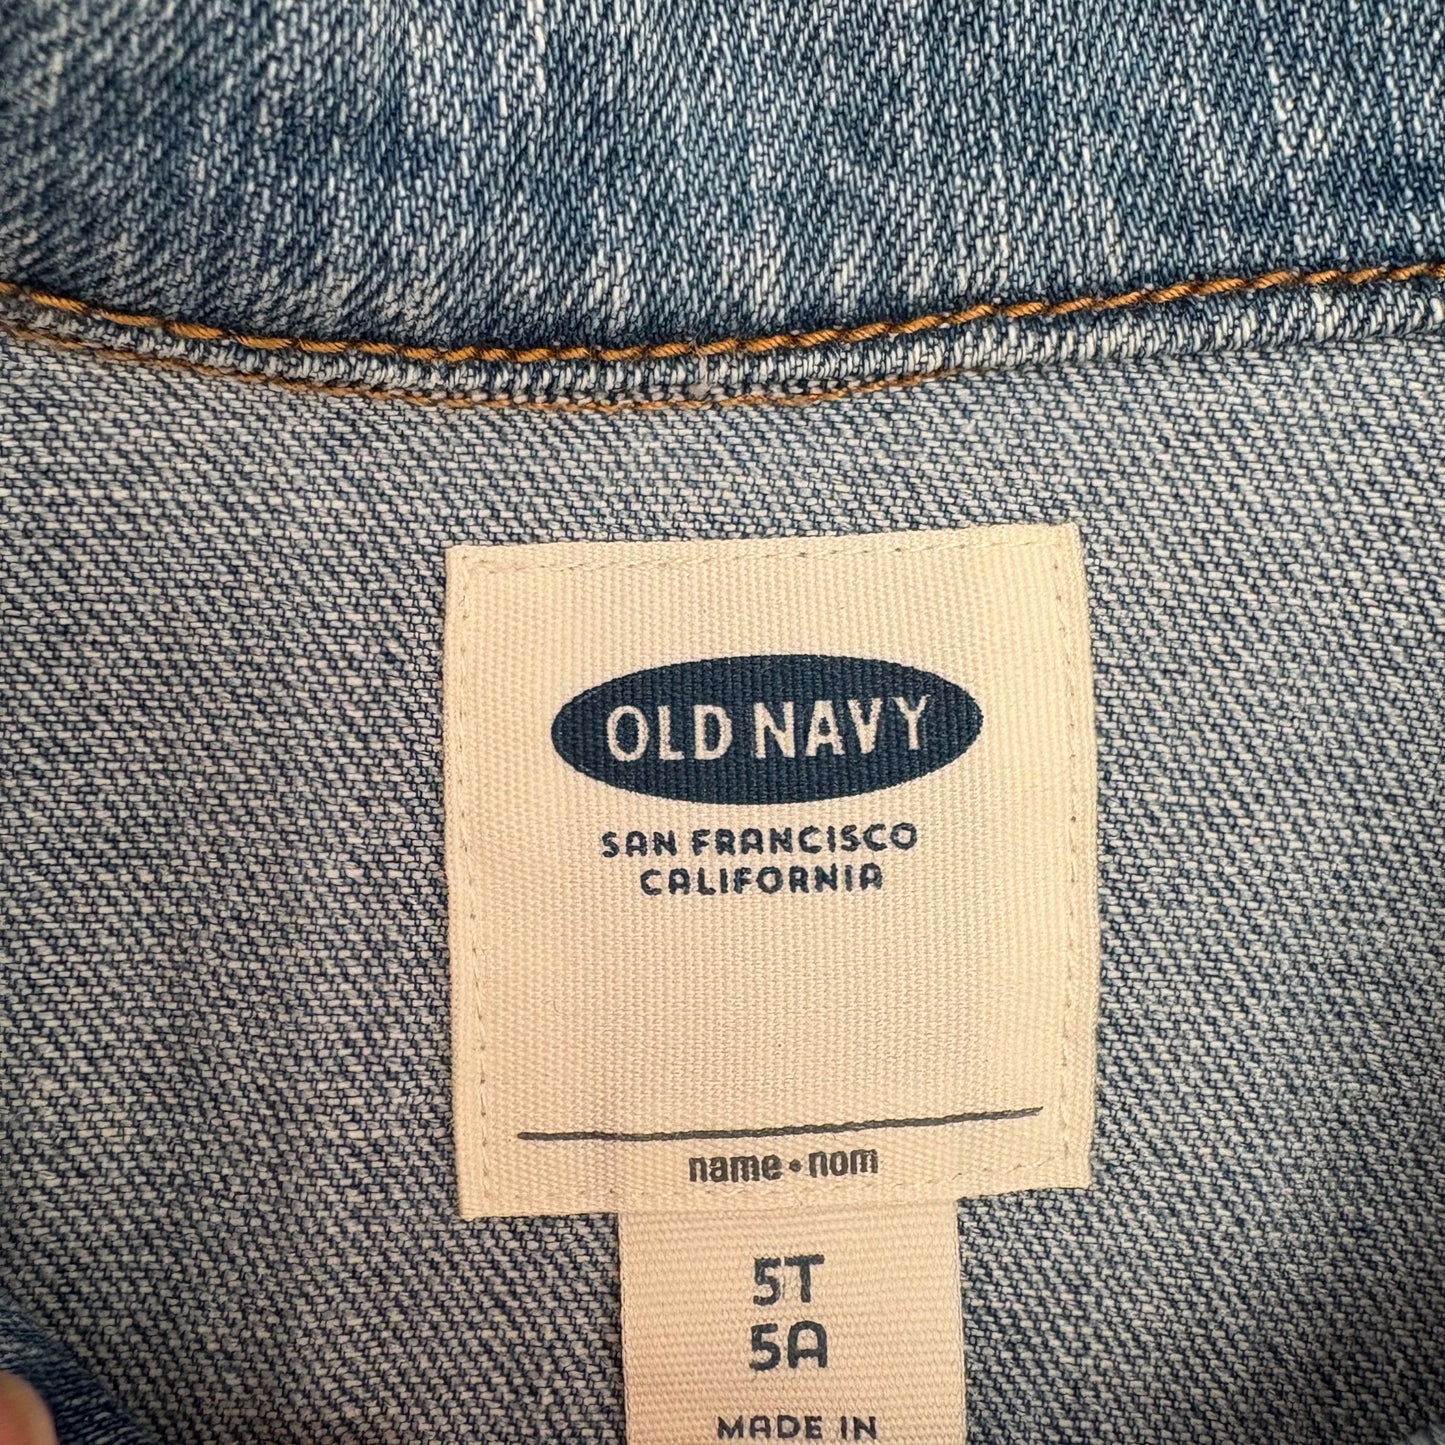 OLD NAVY
SAN FRANCISCO
CALIFORNIA
name • nom
5T
5A
MADE IN